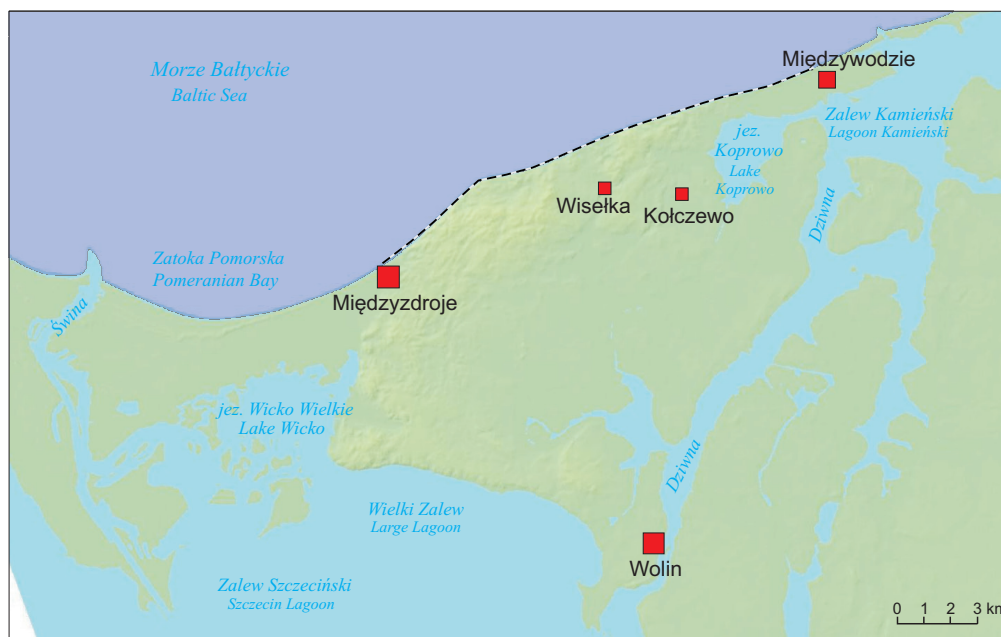 Morze Bałtyckie
Baltic Sea
Międzywodzie
Zalew Kamieński
Lagoon Kamieński
jez.
Koprowo
Lake
Koprowo
Wisełka
Kołczewo
Dziwna
Zatoka Pomorska
Pomeranian Bay
Międzyzdroje
Świna
jez. Wicko Wielkie
Lake Wicko
Dziwna
Wielki Zalew
Large Lagoon
Wolin
Zalew Szczeciński
Szczecin Lagoon
0 1 2 3 km